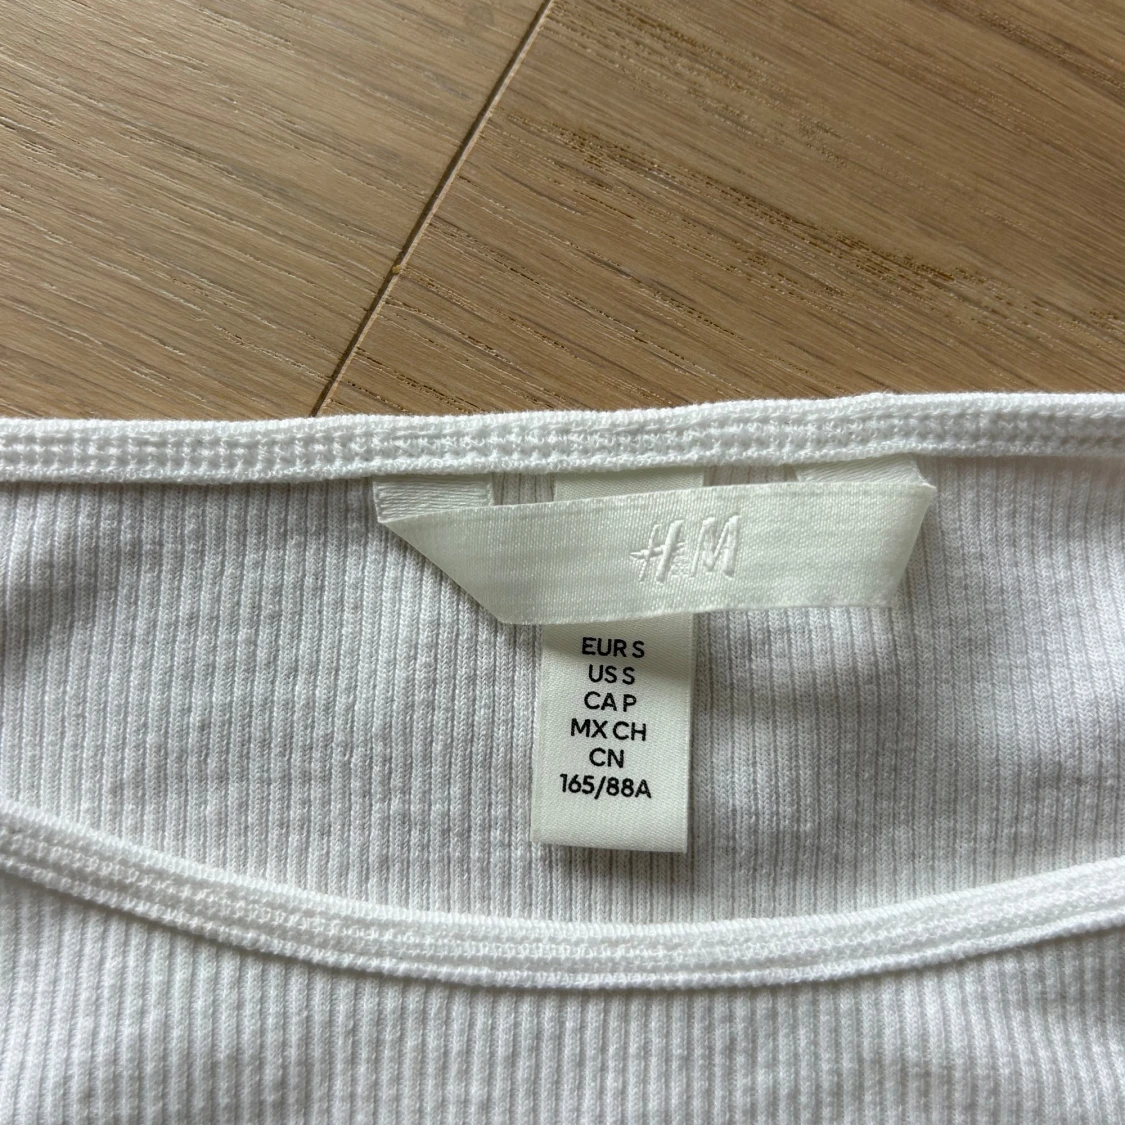 H&M
EUR S
US S
CA P
MX CH
CN
165/88A